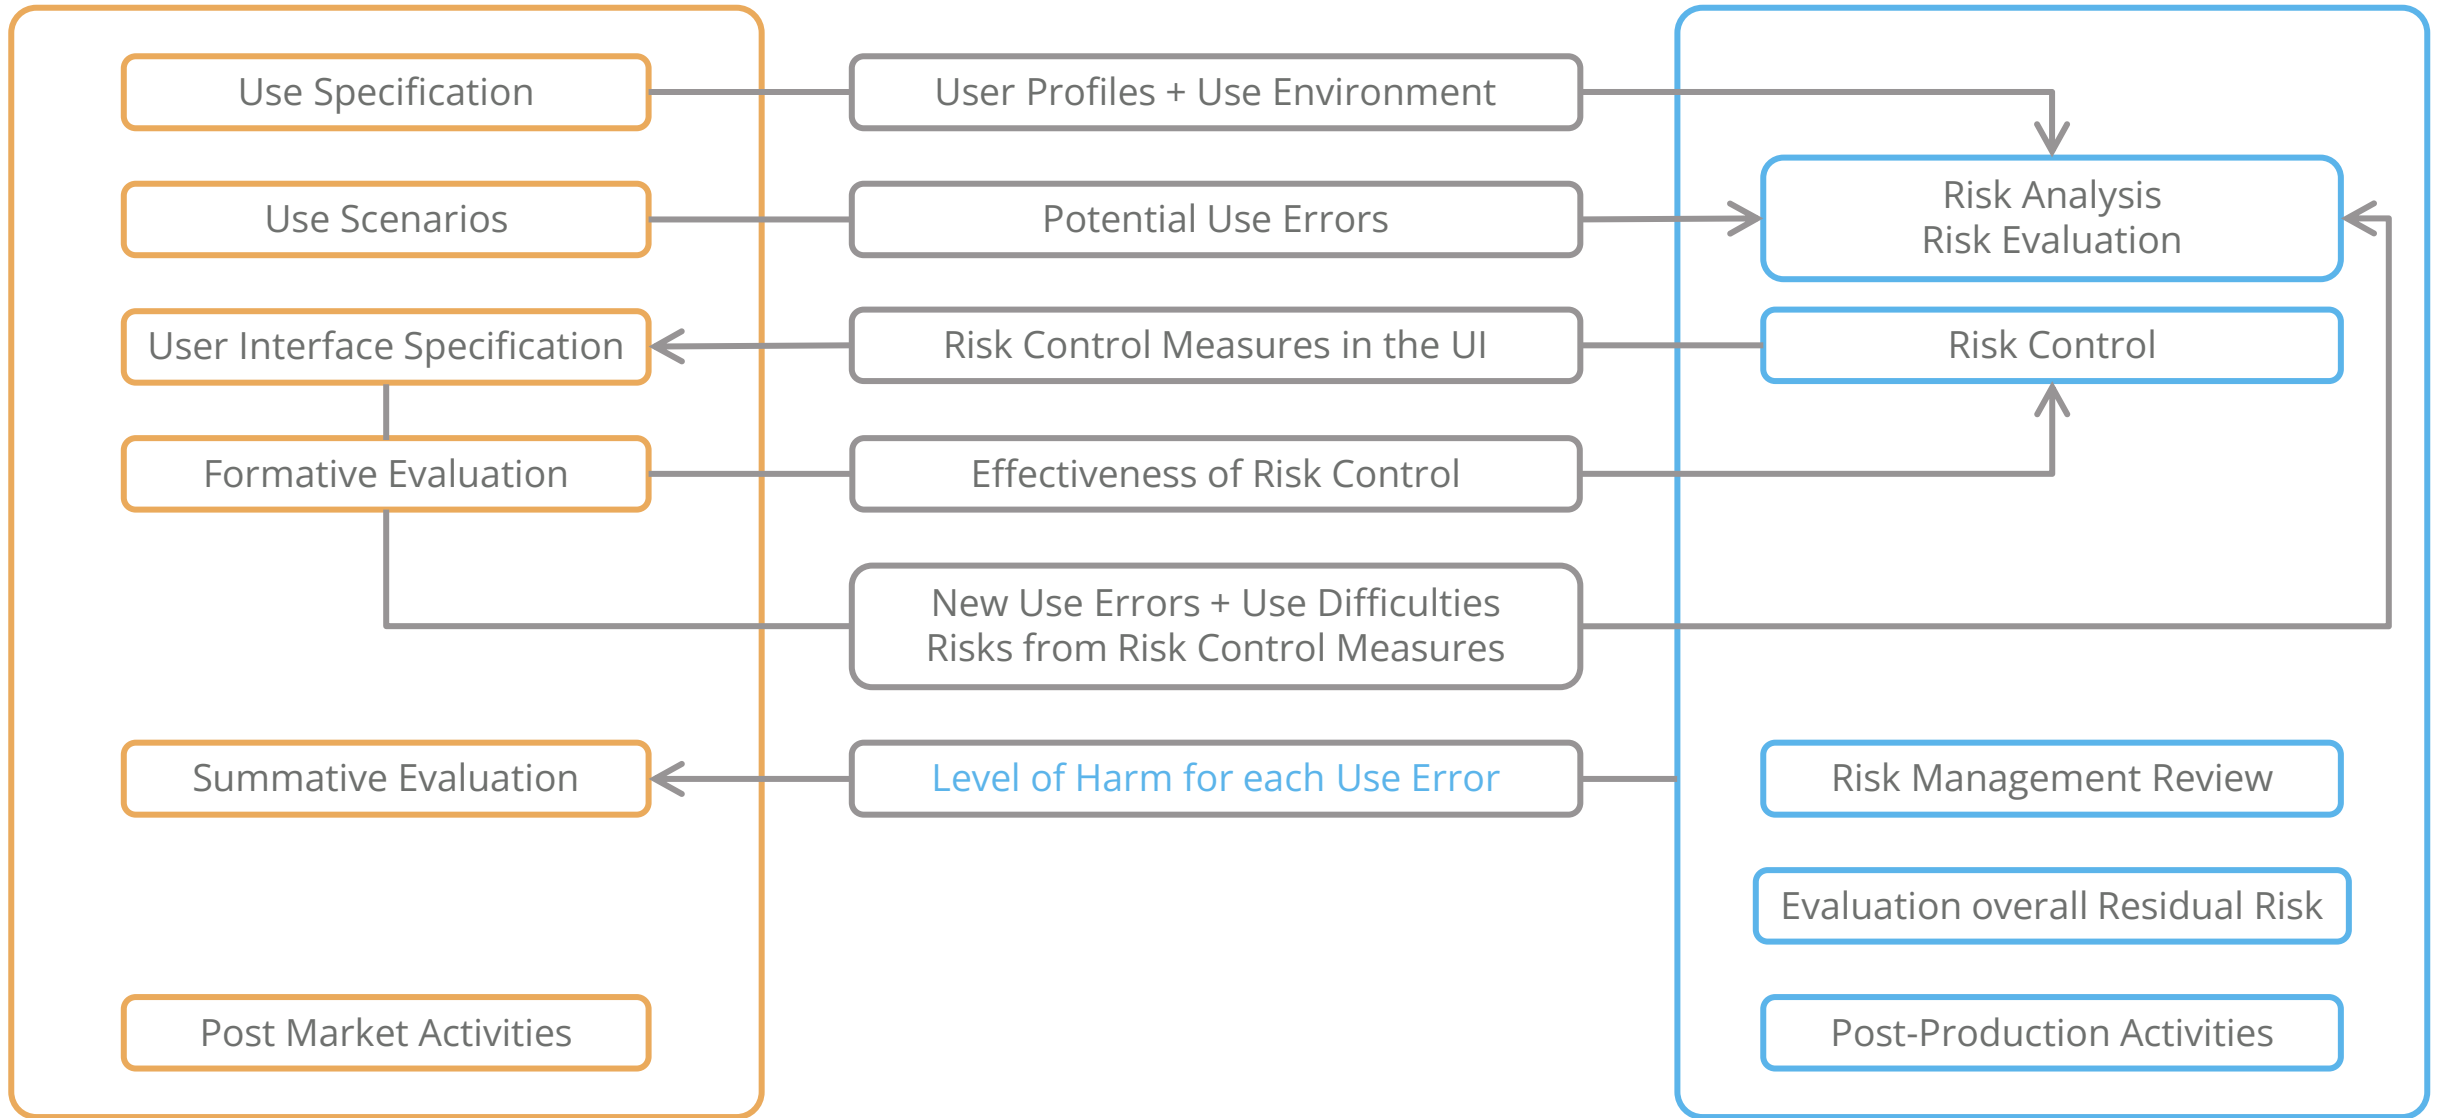 Use Specification
User Profiles + Use Environment
Use Scenarios
Potential Use Errors
Risk Analysis
Risk Evaluation
User Interface Specification
Risk Control Measures in the UI
Risk Control
Formative Evaluation
Effectiveness of Risk Control
New Use Errors + Use Difficulties
Risks from Risk Control Measures
Summative Evaluation
Level of Harm for each Use Error
Risk Management Review
Evaluation overall Residual Risk
Post Market Activities
Post-Production Activities